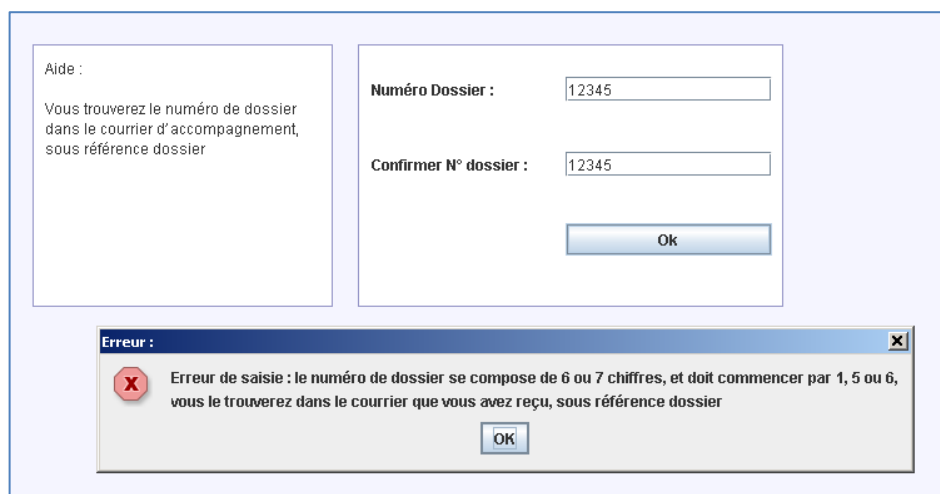 Aide :
Vous trouverez le numéro de dossier
dans le courrier d'accompagnement,
sous référence dossier
Numéro Dossier : 12345
Confirmer N° dossier : 12345
Ok
Erreur :
Erreur de saisie : le numéro de dossier se compose de 6 ou 7 chiffres, et doit commencer par 1, 5 ou 6,
vous le trouverez dans le courrier que vous avez reçu, sous référence dossier
OK